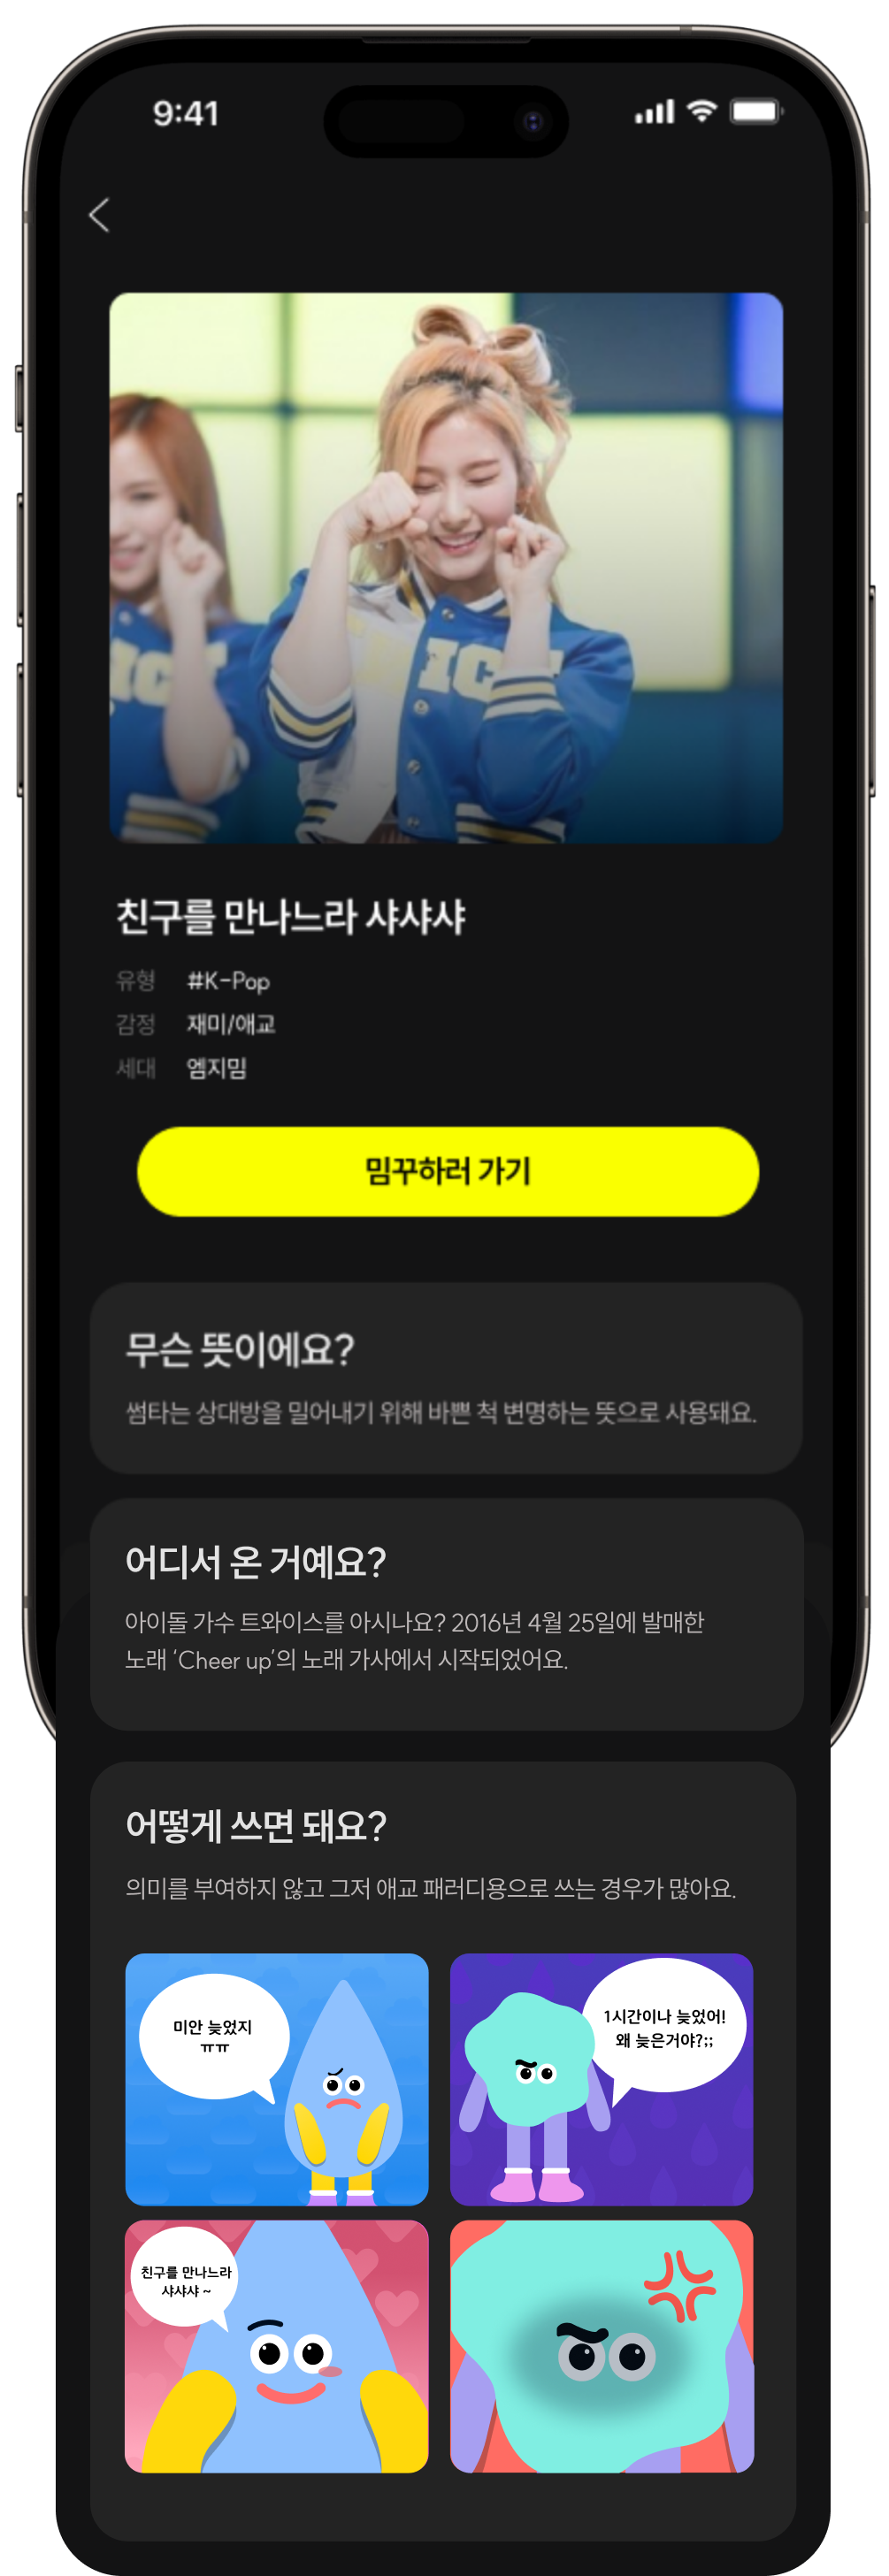 9:41
친구를 만나느라 샤샤샤
유형 #K-Pop
감정 재미/애교
세대 엠지밈
밈꾸하러 가기
무슨 뜻이에요?
썸타는 상대방을 밀어내기 위해 바쁜 척 변명하는 뜻으로 사용돼요.
어디서 온 거예요?
아이돌 가수 트와이스를 아시나요? 2016년 4월 25일에 발매한
노래 ‘Cheer up’의 노래 가사에서 시작되었어요.
어떻게 쓰면 돼요?
의미를 부여하지 않고 그저 애교 패러디용으로 쓰는 경우가 많아요.
미안 늦었지
ㅠㅠ
1시간이나 늦었어!
왜 늦은거야?;;
친구를 만나느라
샤샤샤 ~